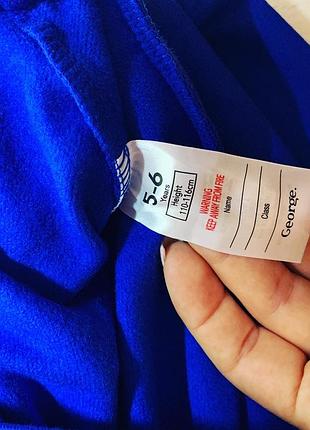 5-6
Years
Height
110-116cm
WARNING
KEEP AWAY FROM FIRE
Name
Class
George.